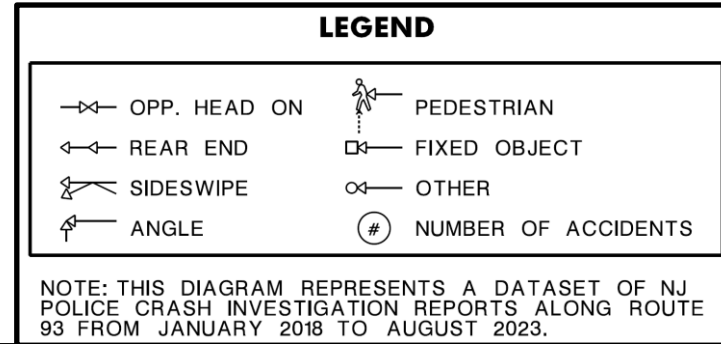 LEGEND
OPP. HEAD ON
PEDESTRIAN
REAR END
FIXED OBJECT
SIDESWIPE
OTHER
ANGLE
# NUMBER OF ACCIDENTS
NOTE: THIS DIAGRAM REPRESENTS A DATASET OF NJ
POLICE CRASH INVESTIGATION REPORTS ALONG ROUTE
93 FROM JANUARY 2018 TO AUGUST 2023.